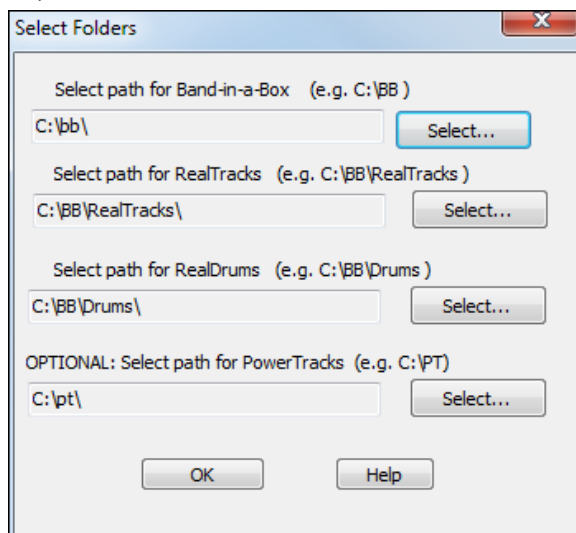 Select Folders
Select path for Band-in-a-Box (e.g. C:\BB )
C:\bb\
Select...
Select path for RealTracks (e.g. C:\BB\RealTracks )
C:\BB\RealTracks\
Select...
Select path for RealDrums (e.g. C:\BB\Drums )
C:\BB\Drums\
Select...
OPTIONAL: Select path for PowerTracks (e.g. C:\PT)
C:\pt\
Select...
OK
Help